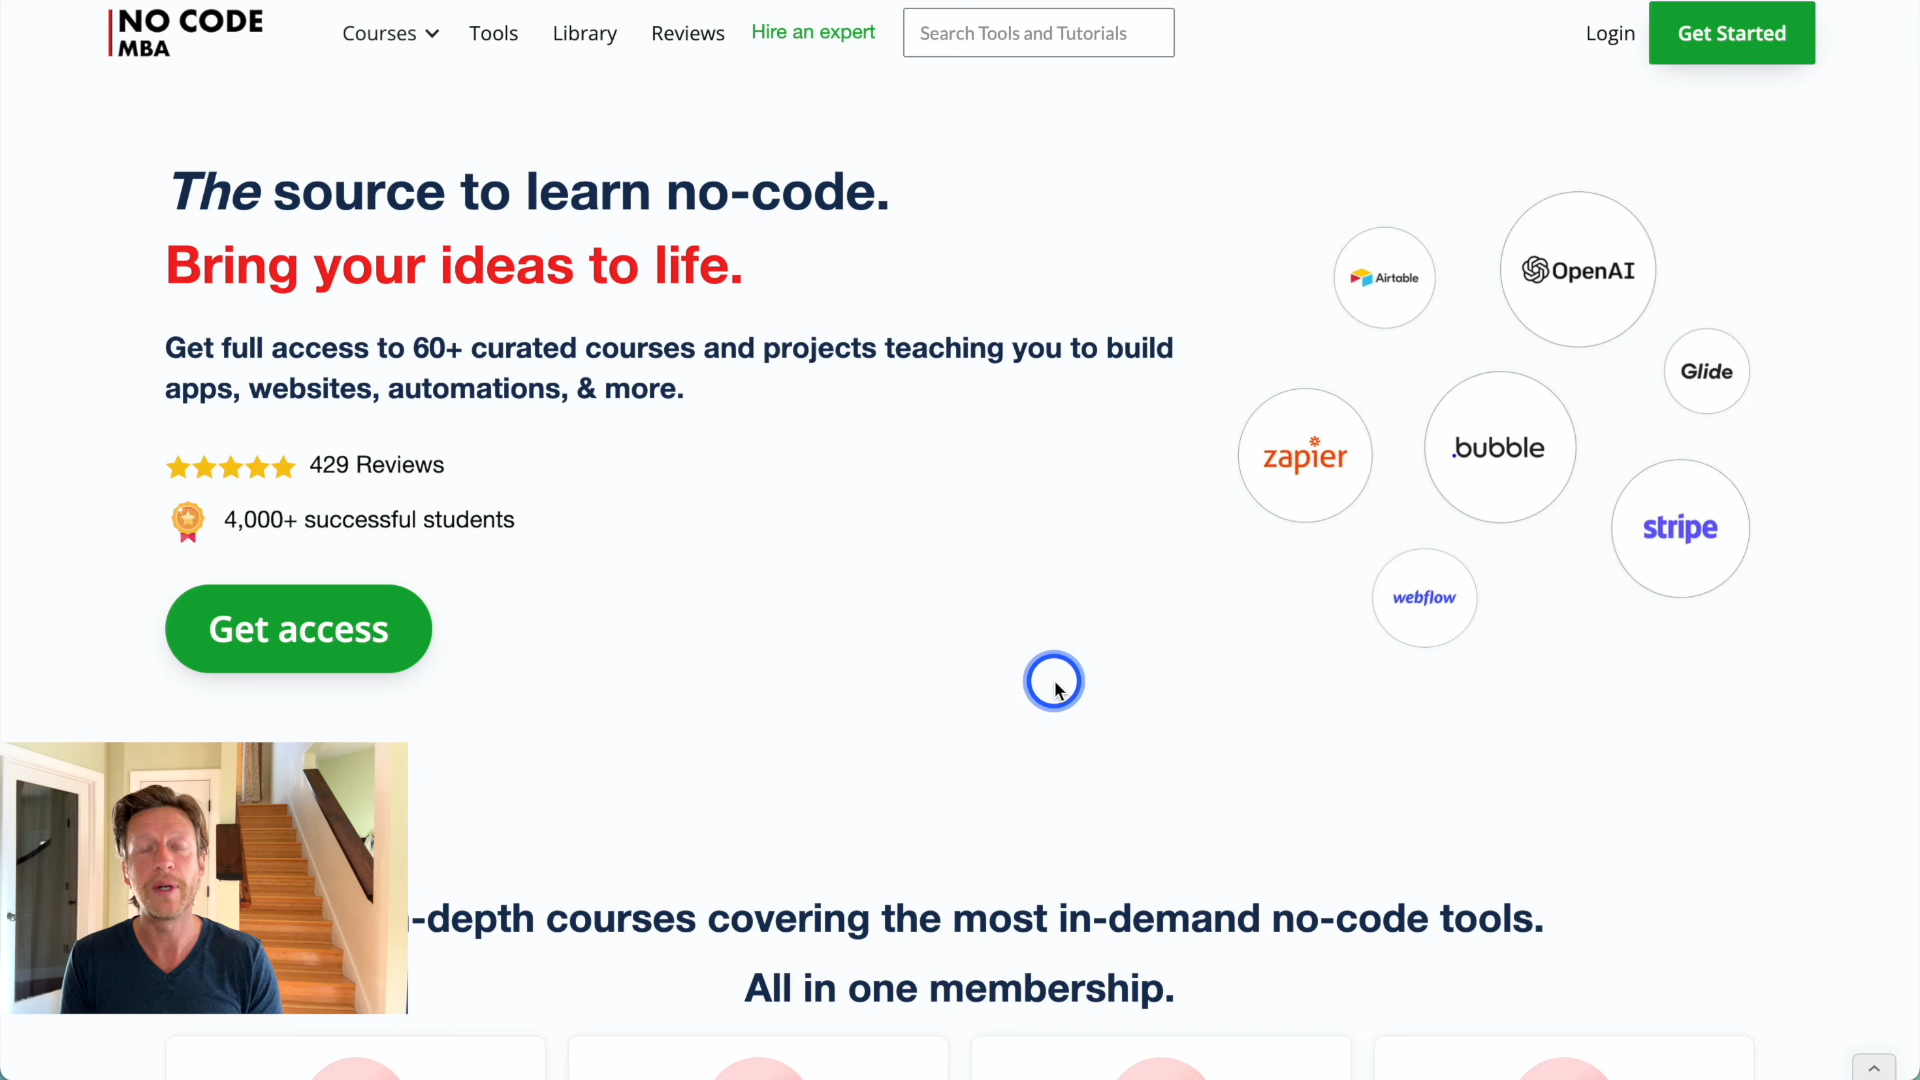 NO CODE
MBA
Courses
Tools
Library
Reviews
Hire an expert
Search Tools and Tutorials
Login
Get Started
The source to learn no-code.
Bring your ideas to life.
Get full access to 60+ curated courses and projects teaching you to build
apps, websites, automations, & more.
429 Reviews
4,000+ successful students
Get access
Airtable
OpenAI
Glide
zapier
.bubble
stripe
webflow
-depth courses covering the most in-demand no-code tools.
All in one membership.